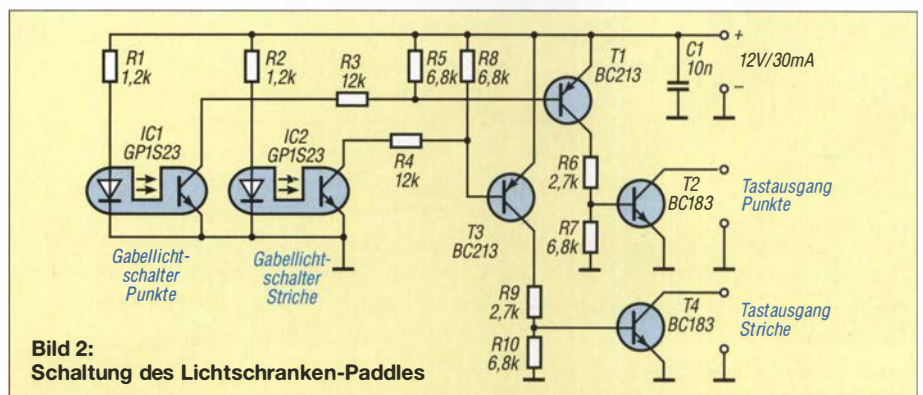 R1
1,2k
R2
1,2k
R3
12k
R5
6,8k
R8
6,8k
T1
BC213
C1
10n
+
12V/30mA
–
IC1
GP1S23
IC2
GP1S23
R4
12k
R6
2,7k
T2
BC183
Tastausgang
Punkte
R7
6,8k
T3
BC213
Gabellicht-
schalter
Punkte
Gabellicht-
schalter
Striche
R9
2,7k
T4
BC183
Tastausgang
Striche
R10
6,8k
Bild 2:
Schaltung des Lichtschranken-Paddles